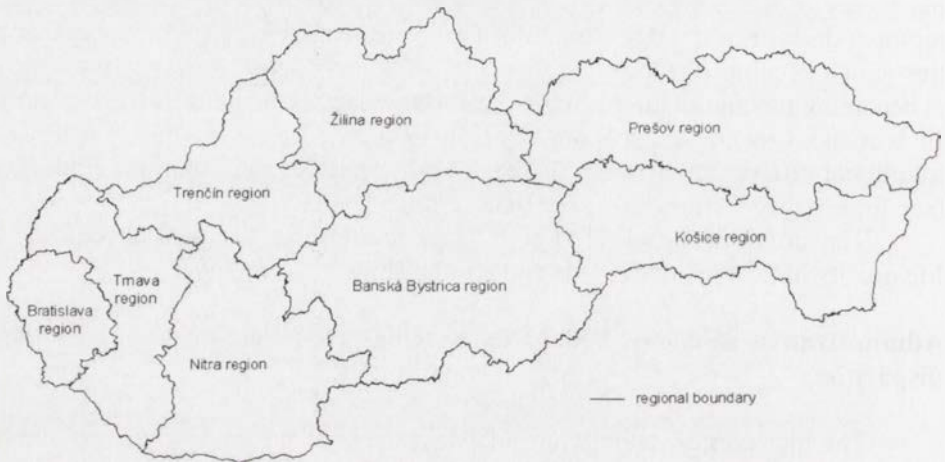 Žilina region
Prešov region
Trenčín region
Košice region
Trnava
region
Banská Bystrica region
Bratislava
region
Nitra region
regional boundary